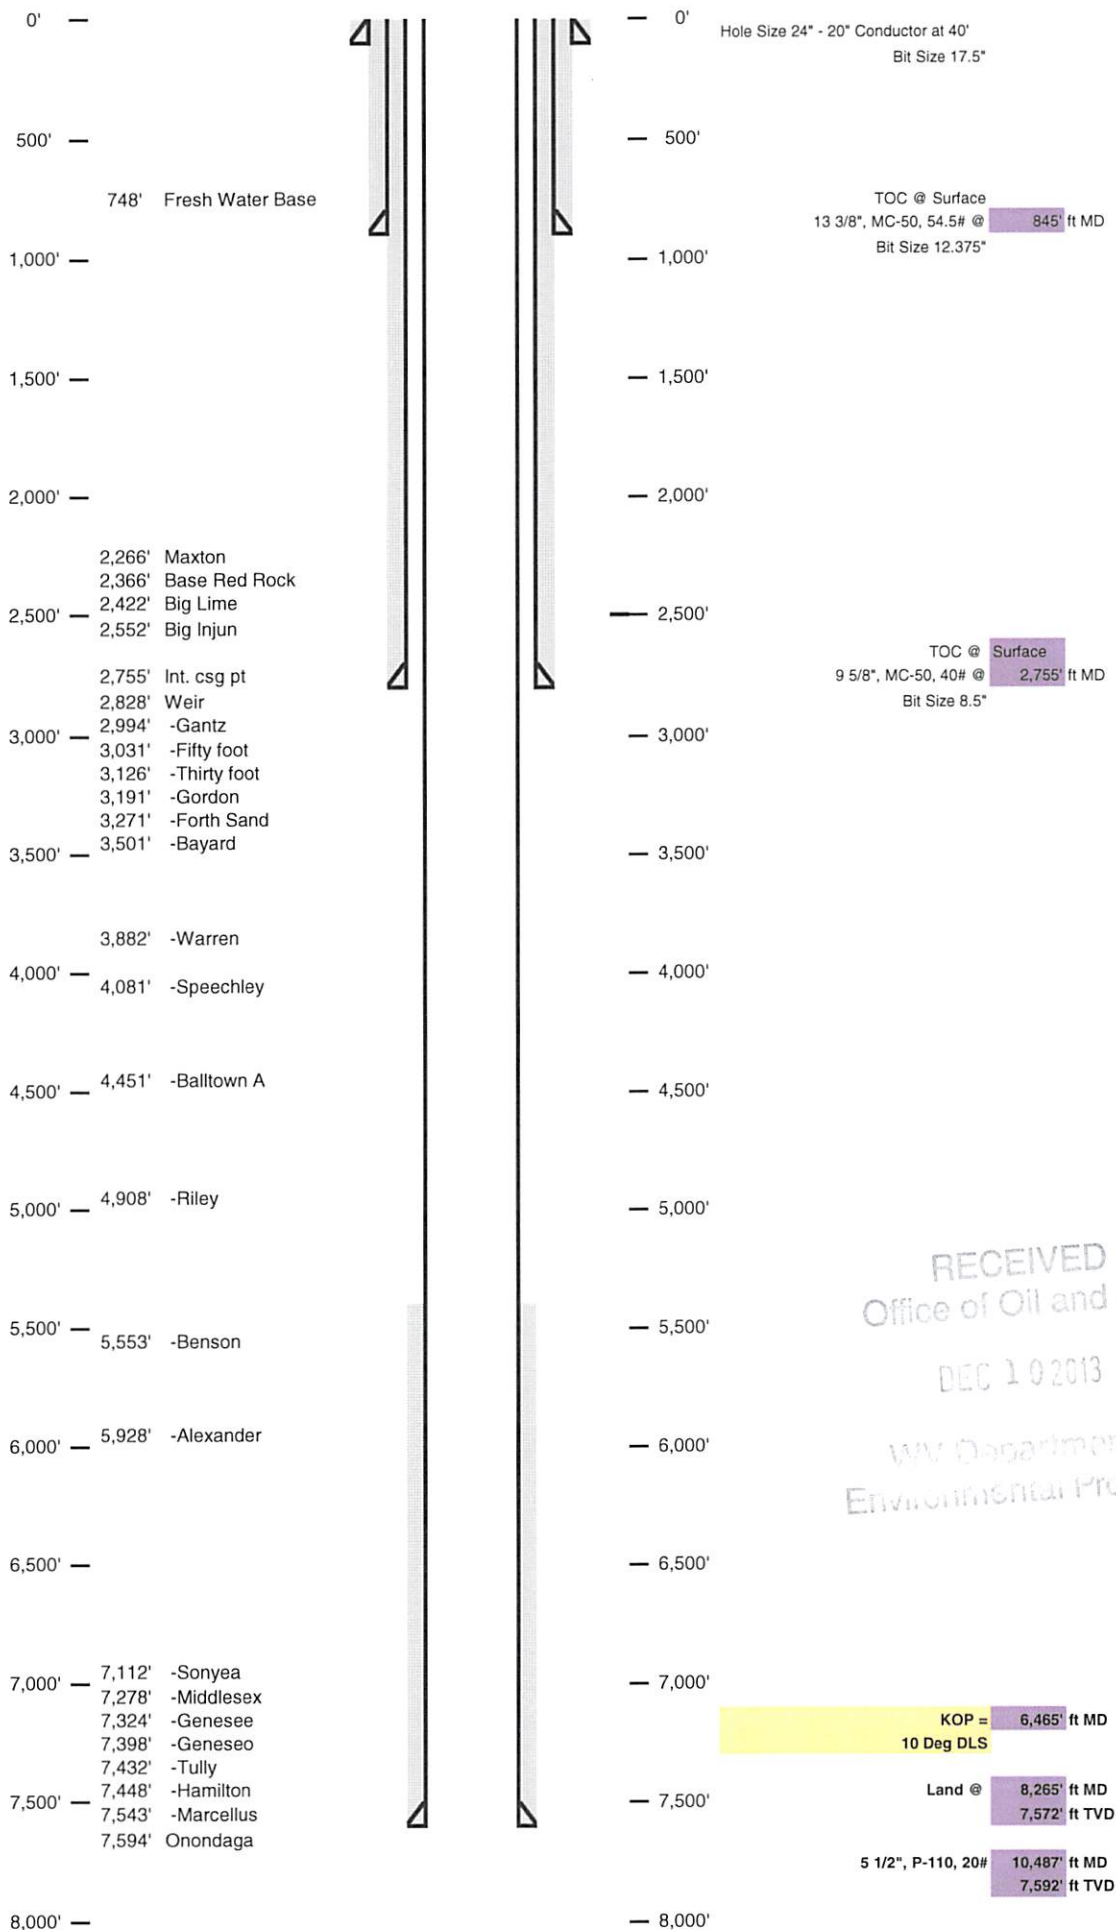 0'
0'
Hole Size 24" - 20" Conductor at 40'
Bit Size 17.5"
500'
500'
748' Fresh Water Base
TOC @ Surface
13 3/8", MC-50, 54.5# @ 845' ft MD
Bit Size 12.375"
1,000'
1,000'
1,500'
1,500'
2,000'
2,000'
2,266' Maxton
2,366' Base Red Rock
2,422' Big Lime
2,500'
2,500'
2,552' Big Injun
TOC @ Surface
2,755' Int. csg pt
9 5/8", MC-50, 40# @ 2,755' ft MD
2,828' Weir
Bit Size 8.5"
2,994' -Gantz
3,000'
3,000'
3,031' -Fifty foot
3,126' -Thirty foot
3,191' -Gordon
3,271' -Forth Sand
3,501' -Bayard
3,500'
3,500'
3,882' -Warren
4,000'
4,000'
4,081' -Speechley
4,451' -Balltown A
4,500'
4,500'
4,908' -Riley
5,000'
5,000'
RECEIVED
Office of Oil and
5,500'
5,500'
5,553' -Benson
DEC 10 2013
5,928' -Alexander
6,000'
6,000'
WV Departmen
Environmental Pro
6,500'
6,500'
7,112' -Sonyea
7,000'
7,000'
7,278' -Middlesex
7,324' -Genesee
KOP = 6,465' ft MD
7,398' -Geneseo
10 Deg DLS
7,432' -Tully
7,448' -Hamilton
Land @ 8,265' ft MD
7,500'
7,500'
7,543' -Marcellus
7,572' ft TVD
7,594' Onondaga
5 1/2", P-110, 20# 10,487' ft MD
7,592' ft TVD
8,000'
8,000'